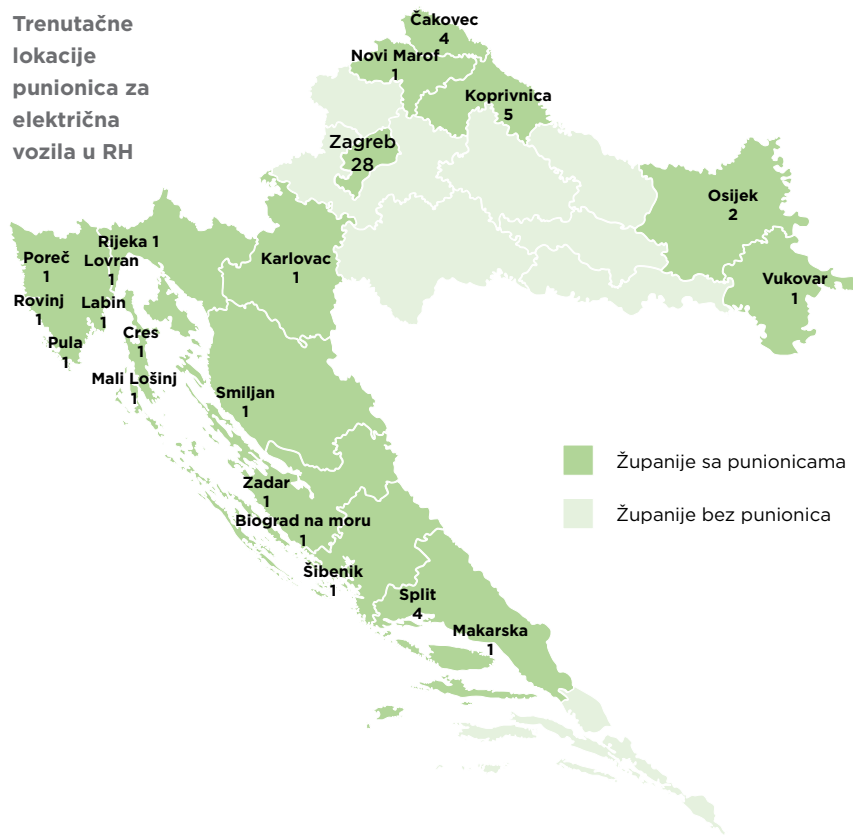 Trenutačne
lokacije
punionica za
električna
vozila u RH
Čakovec
4
Novi Marof
1
Koprivnica
5
Zagreb
28
Osijek
2
Vukovar
1
Rijeka 1
Poreč
1
Lovran
1
Karlovac
1
Rovinj
1
Labin
1
Pula
1
Cres
1
Mali Lošinj
1
Smiljan
1
Županije sa punionicama
Županije bez punionica
Zadar
1
Biograd na moru
1
Šibenik
1
Split
4
Makarska
1